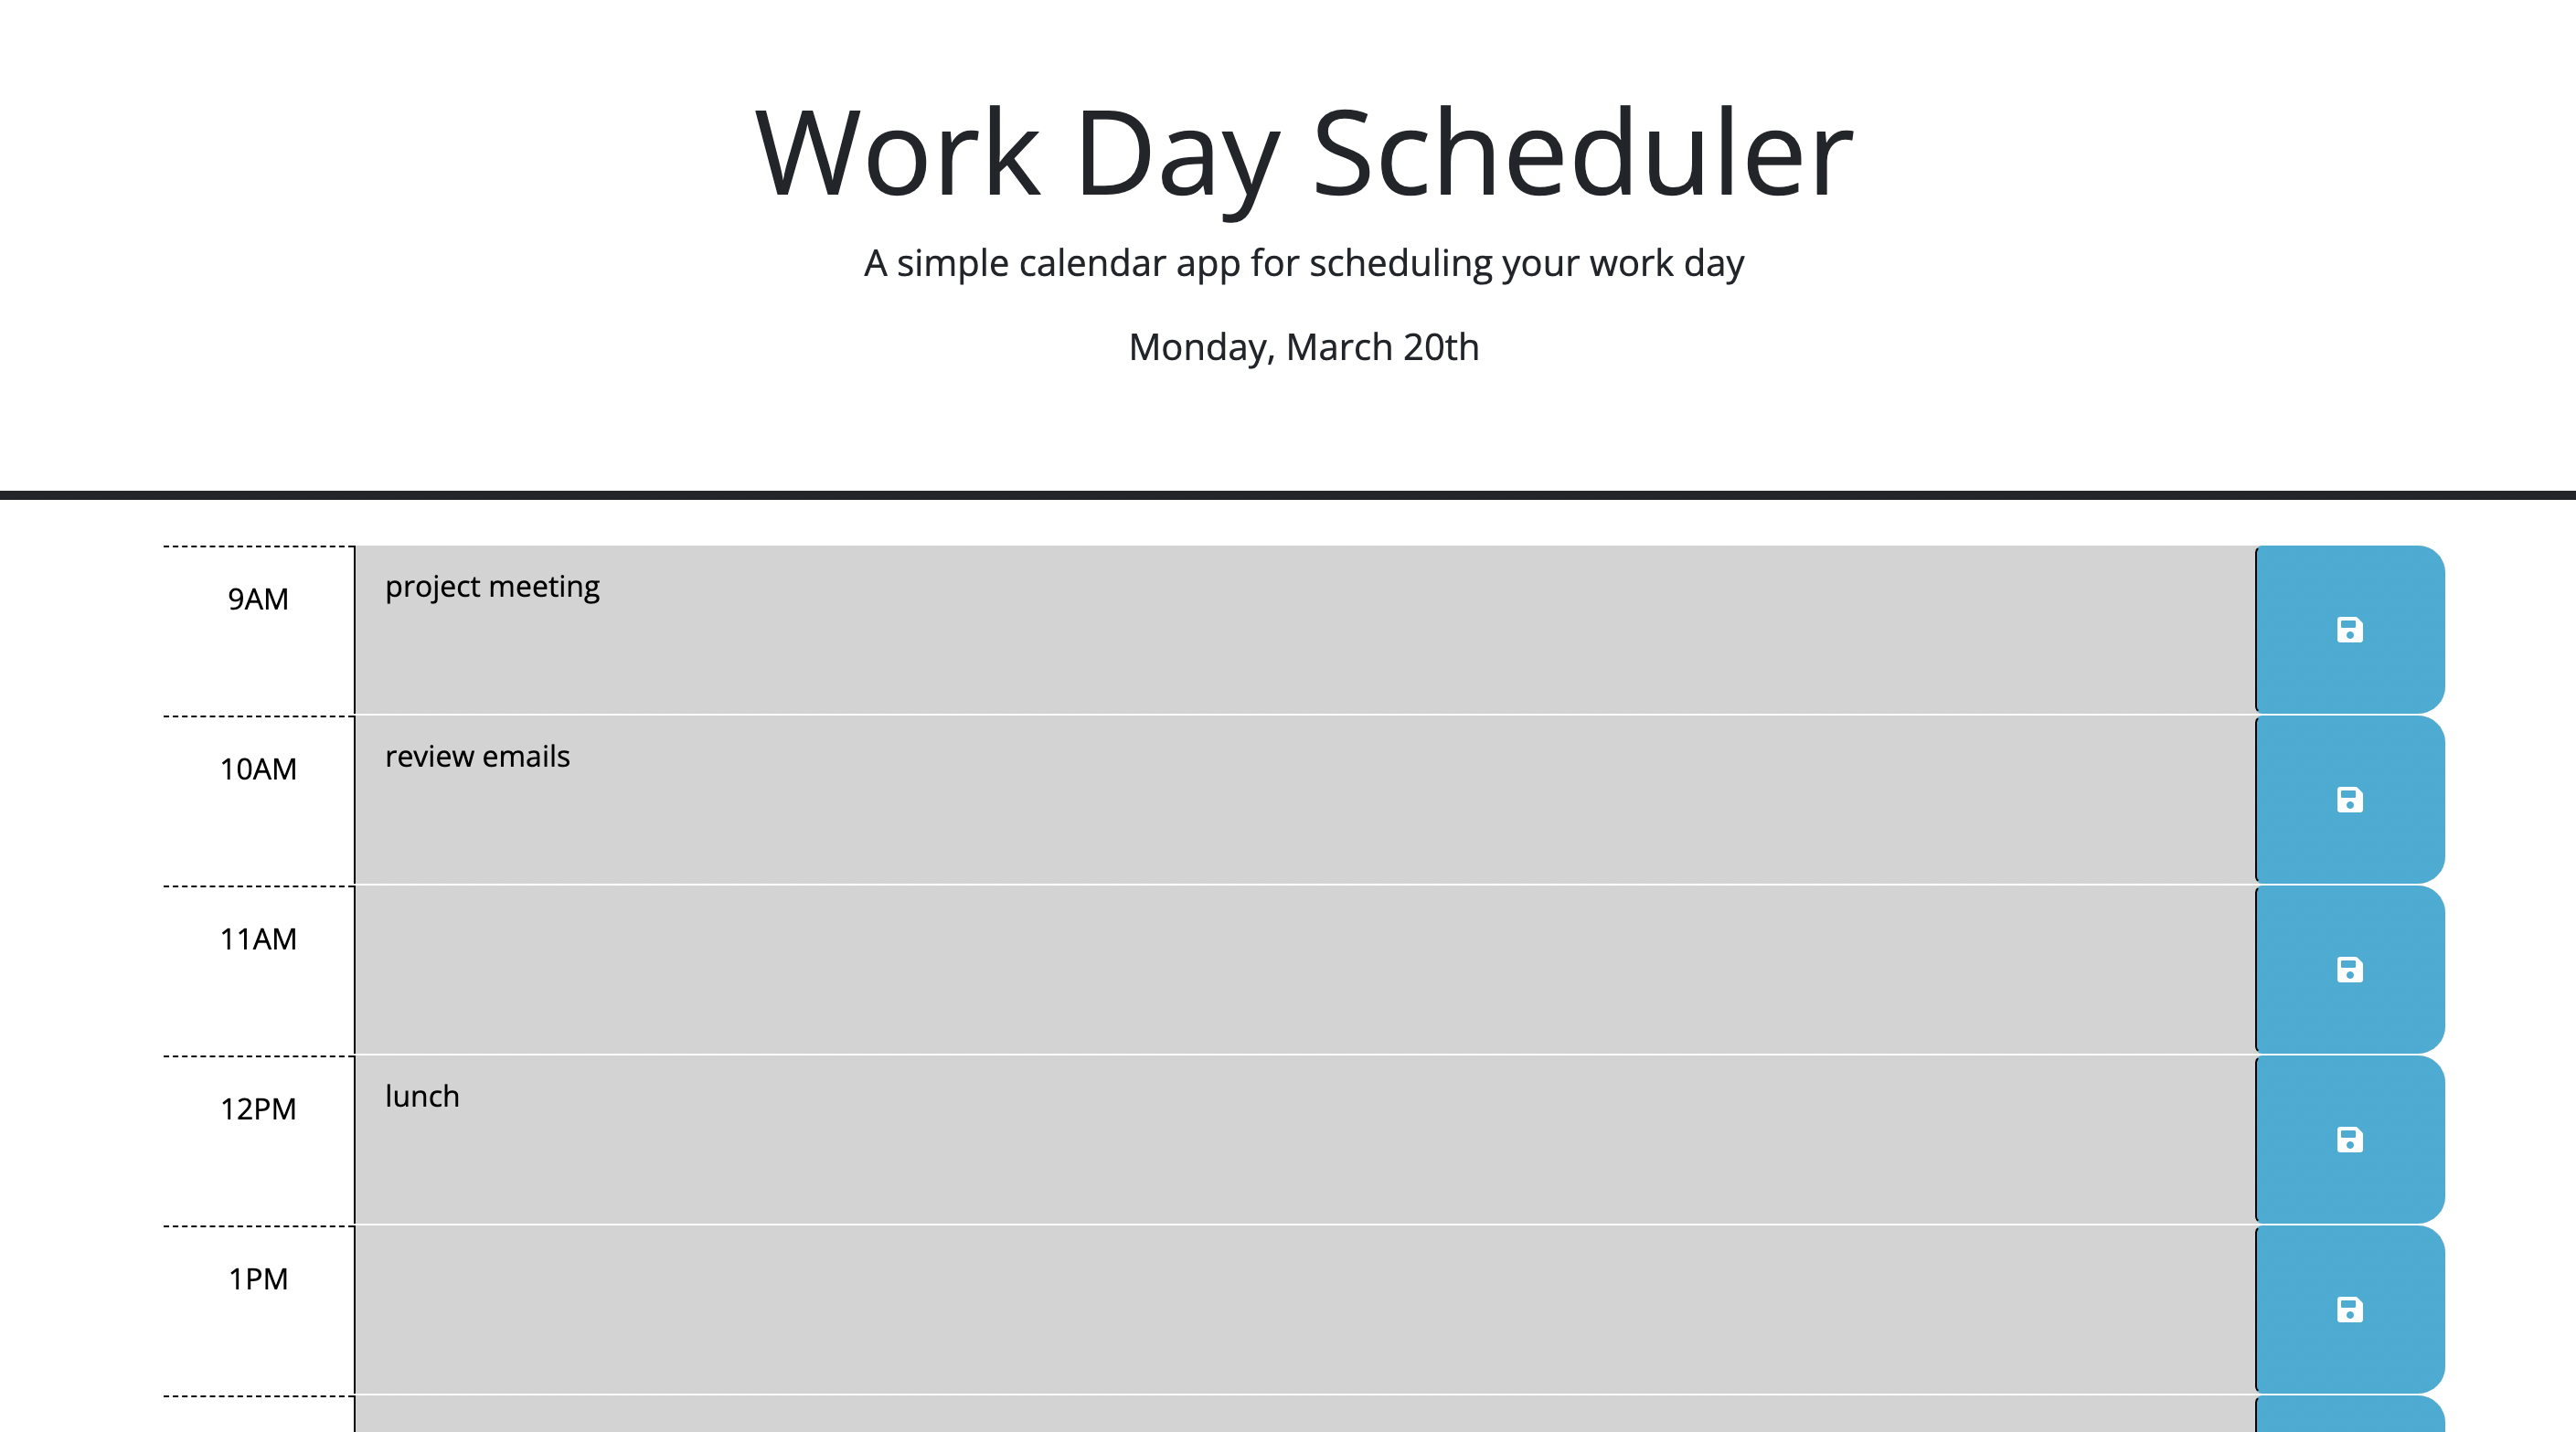 Work Day Scheduler
A simple calendar app for scheduling your work day
Monday, March 20th
9AM
project meeting
10AM
review emails
11AM
12PM
lunch
1PM